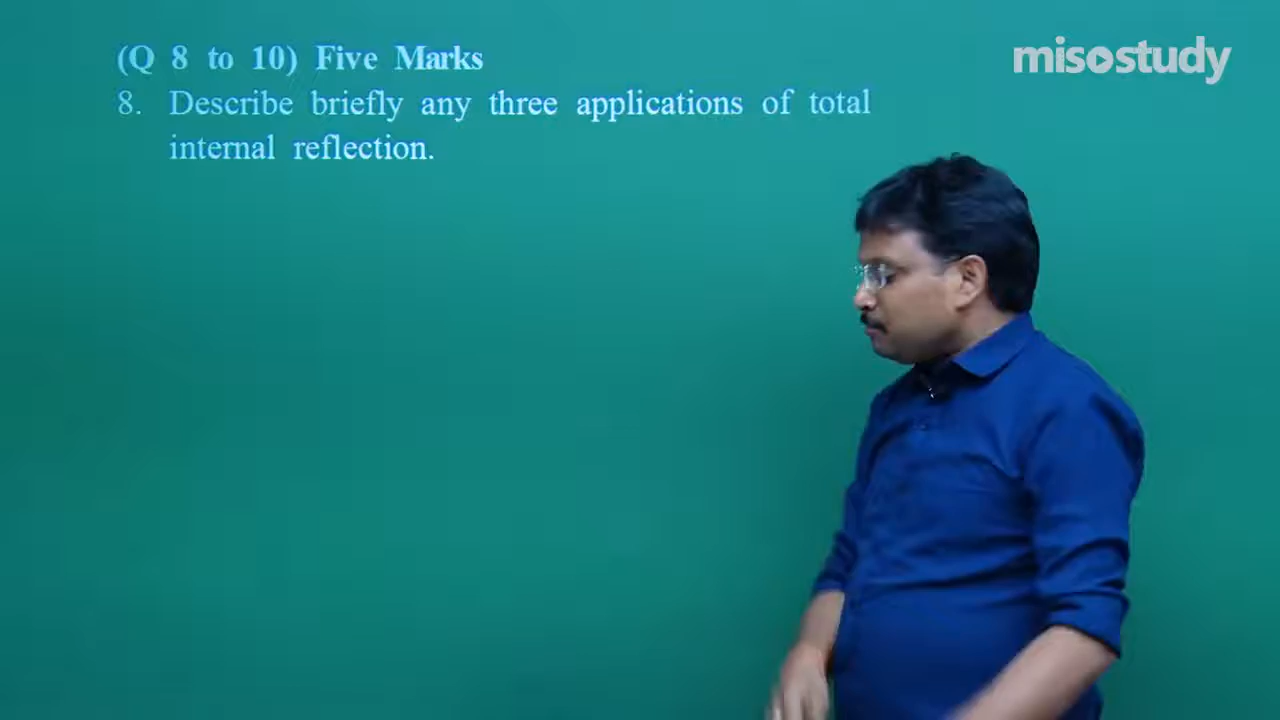 (Q 8 to 10) Five Marks
misostudy
8. Describe briefly any three applications of total
internal reflection.